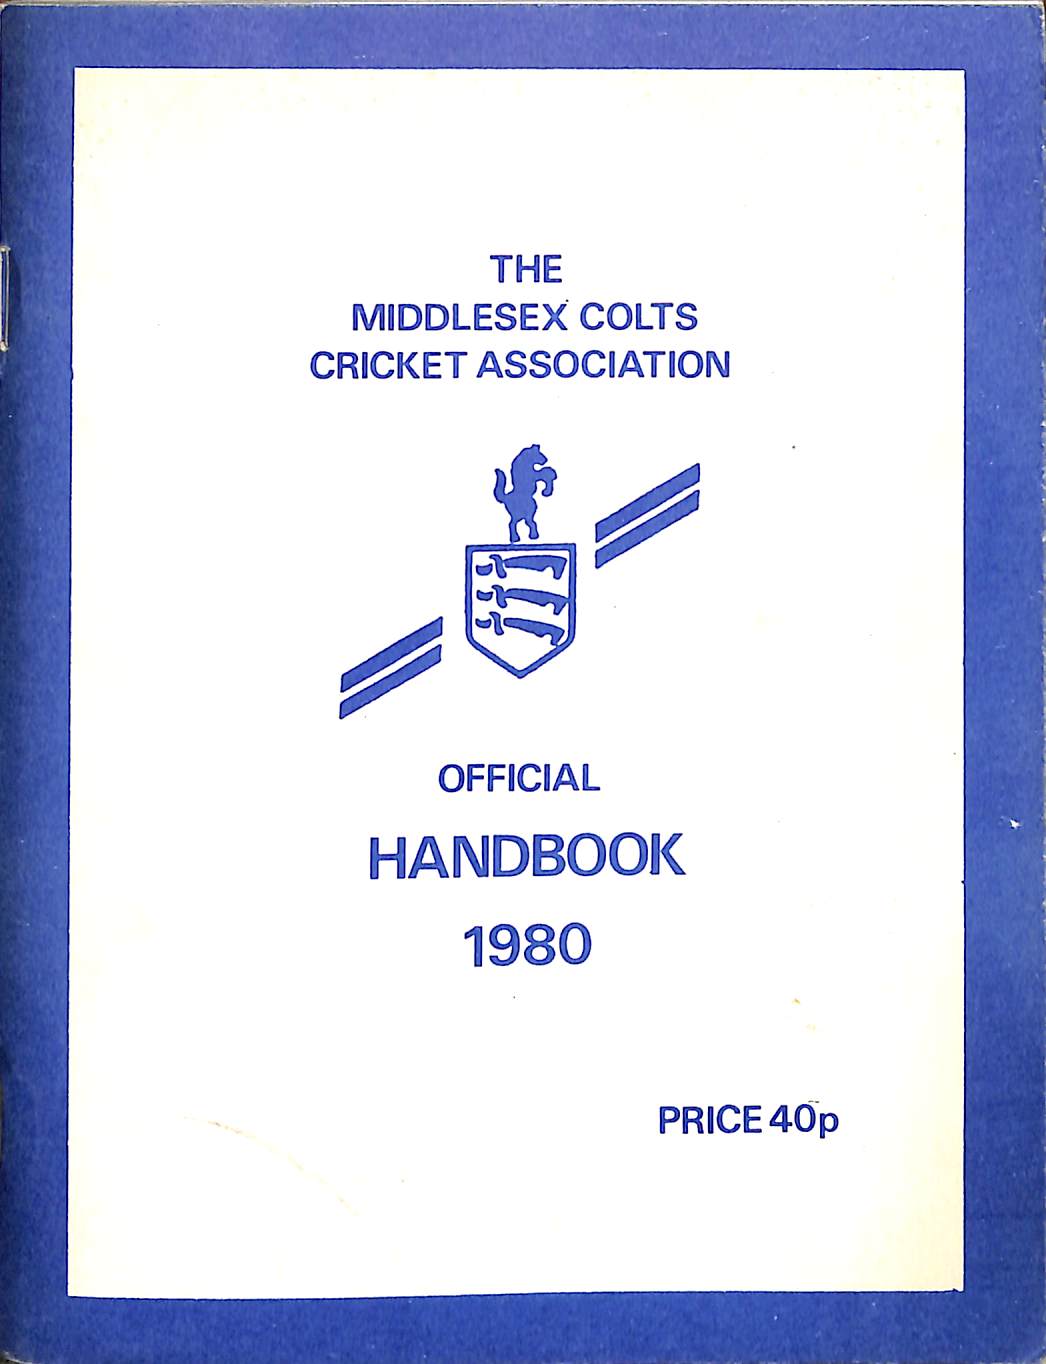 THE
MIDDLESEX COLTS
CRICKET ASSOCIATION
OFFICIAL
HANDBOOK
1980
PRICE 40p